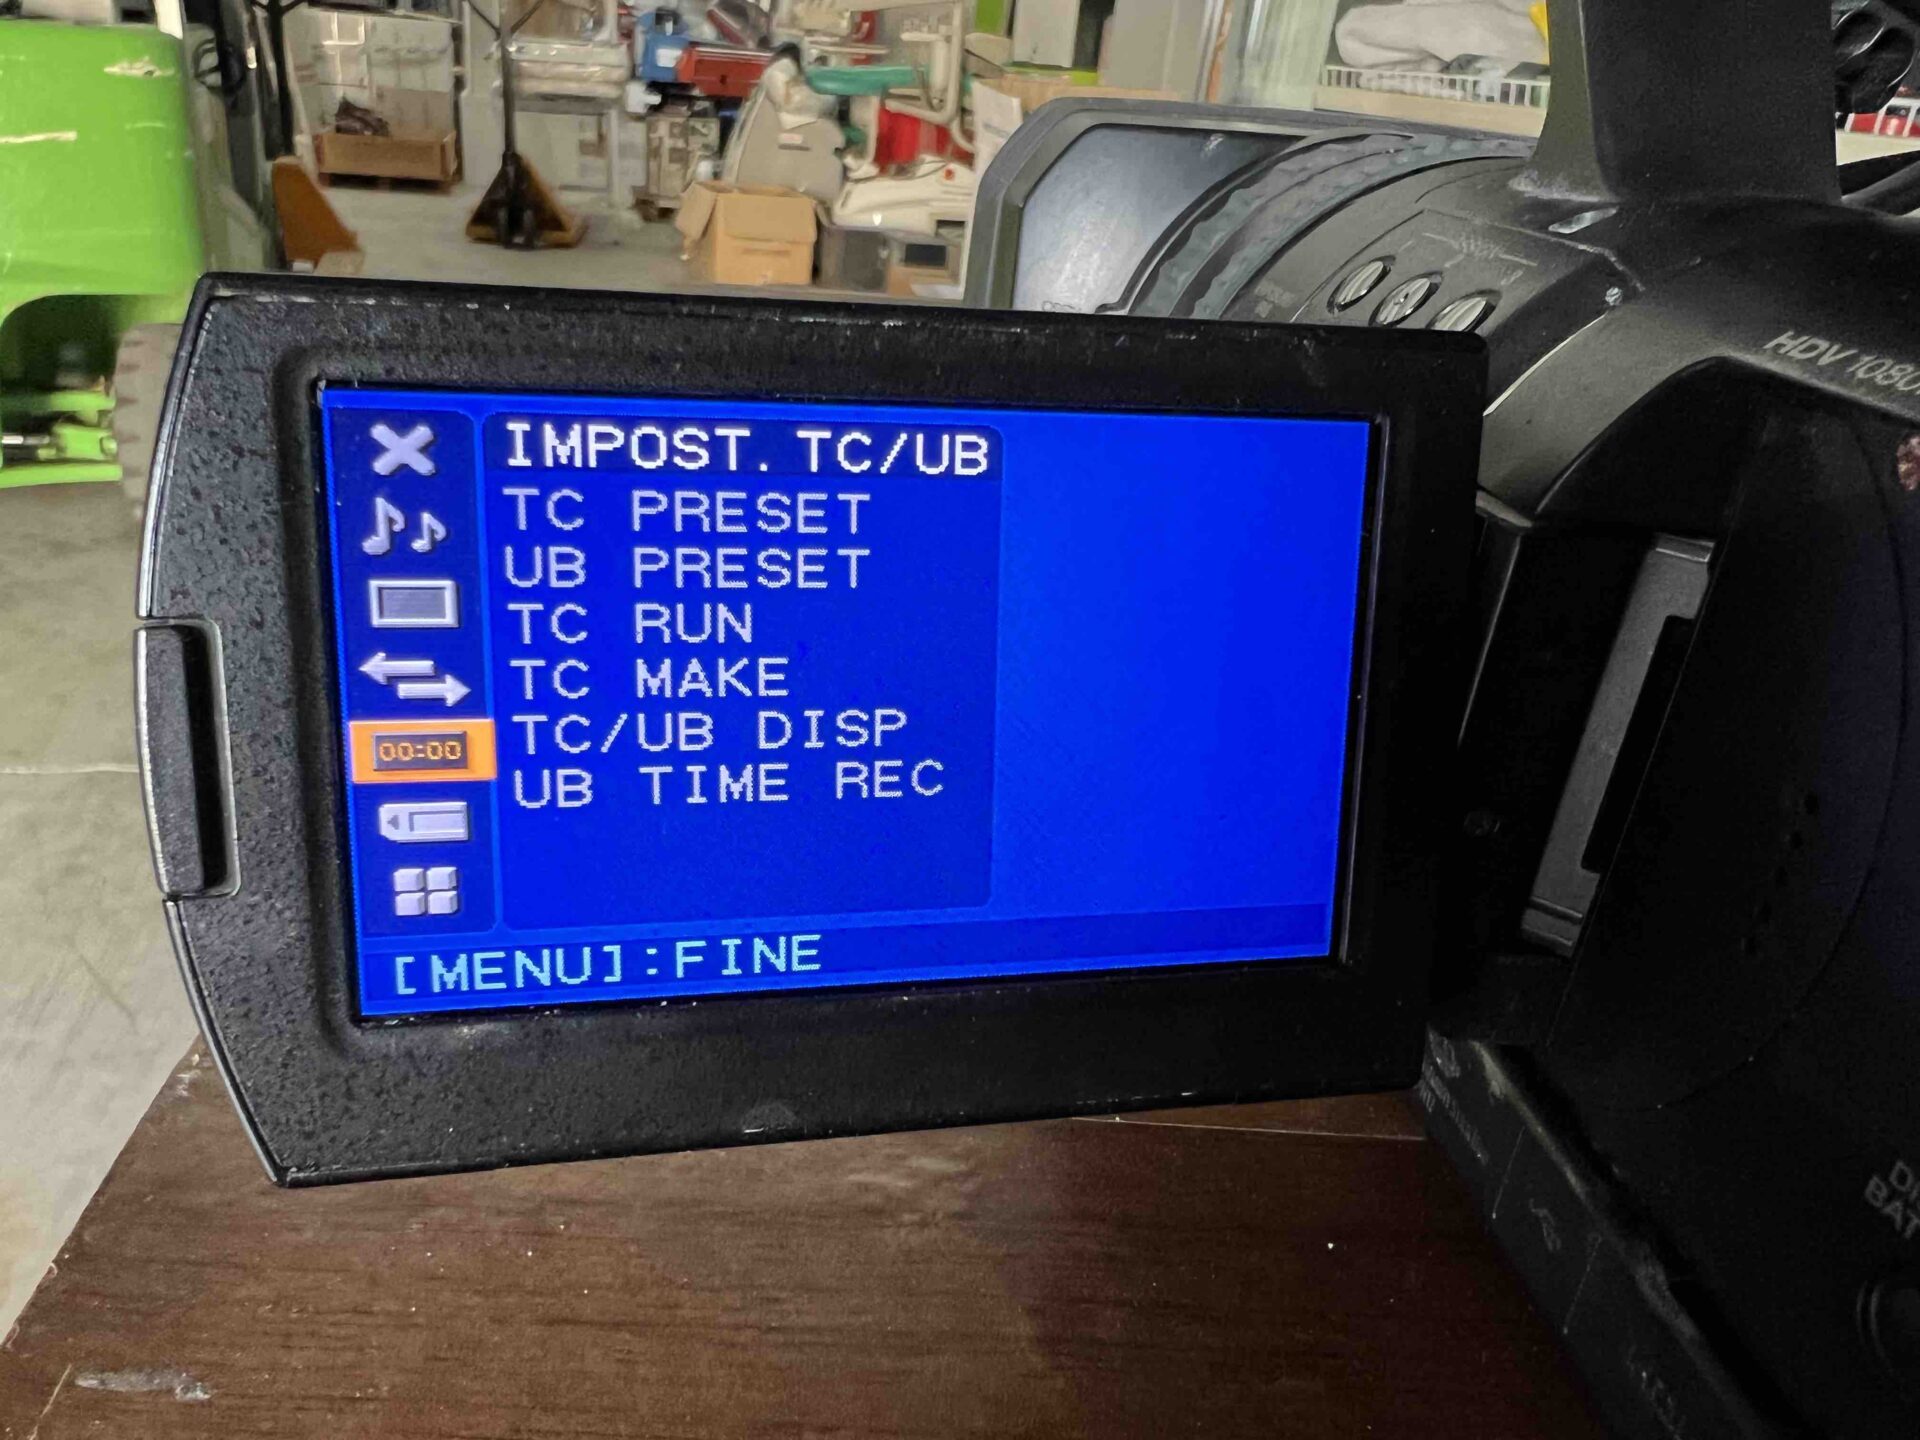 IMPOST. TC/UB
TC PRESET
UB PRESET
TC RUN
TC MAKE
00:00
TC/UB DISP
UB TIME REC
[MENU]:FINE
HDV 1080